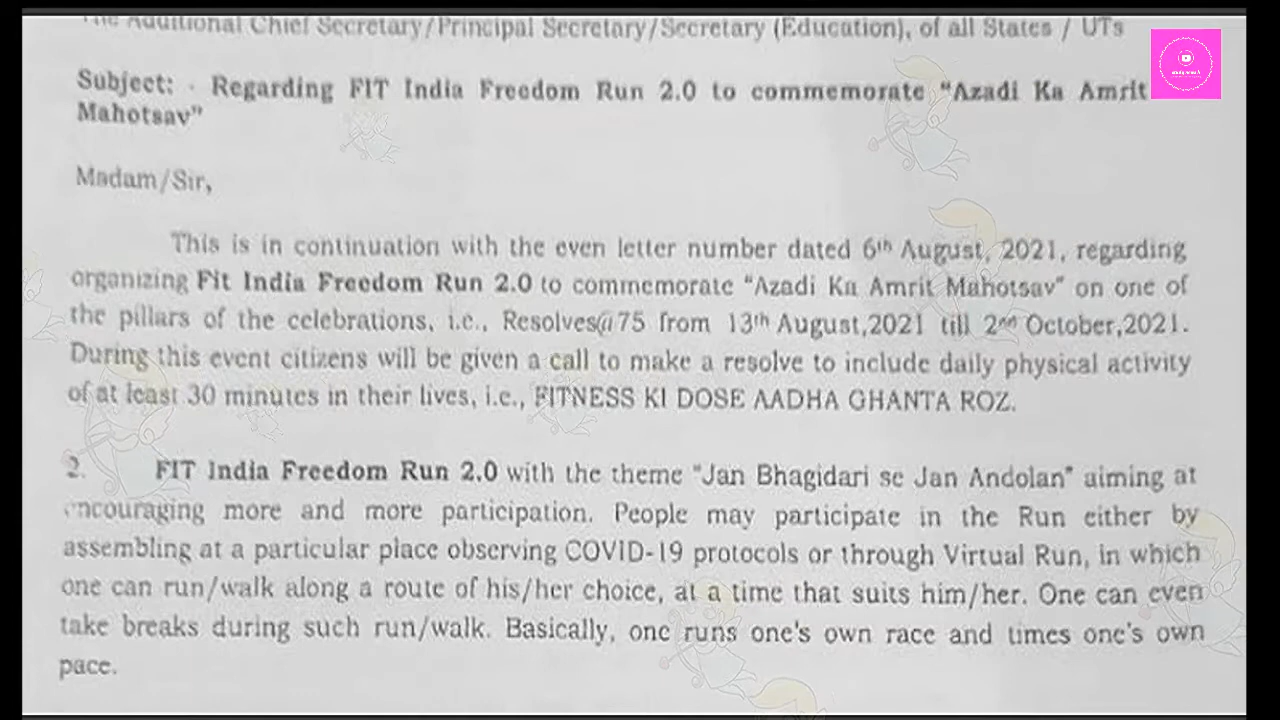 The Additional Chief Secretary/Principal Secretary/Secretary (Education), of all States / UTs
Subject: - Regarding FIT India Freedom Run 2.0 to commemorate "Azadi Ka Amrit
Mahotsav"
Madam/Sir,
This is in continuation with the even letter number dated 6th August, 2021, regarding
organizing Fit India Freedom Run 2.0 to commemorate "Azadi Ka Amrit Mahotsav" on one of
the pillars of the celebrations, i.e., Resolves@75 from 13th August,2021 till 2nd October,2021.
During this event citizens will be given a call to make a resolve to include daily physical activity
of at least 30 minutes in their lives, i.e., FITNESS KI DOSE AADHA GHANTA ROZ.
2. FIT India Freedom Run 2.0 with the theme "Jan Bhagidari se Jan Andolan" aiming at
encouraging more and more participation. People may participate in the Run either by
assembling at a particular place observing COVID-19 protocols or through Virtual Run, in which
one can run/walk along a route of his/her choice, at a time that suits him/her. One can even
take breaks during such run/walk. Basically, one runs one's own race and times one's own
pace.